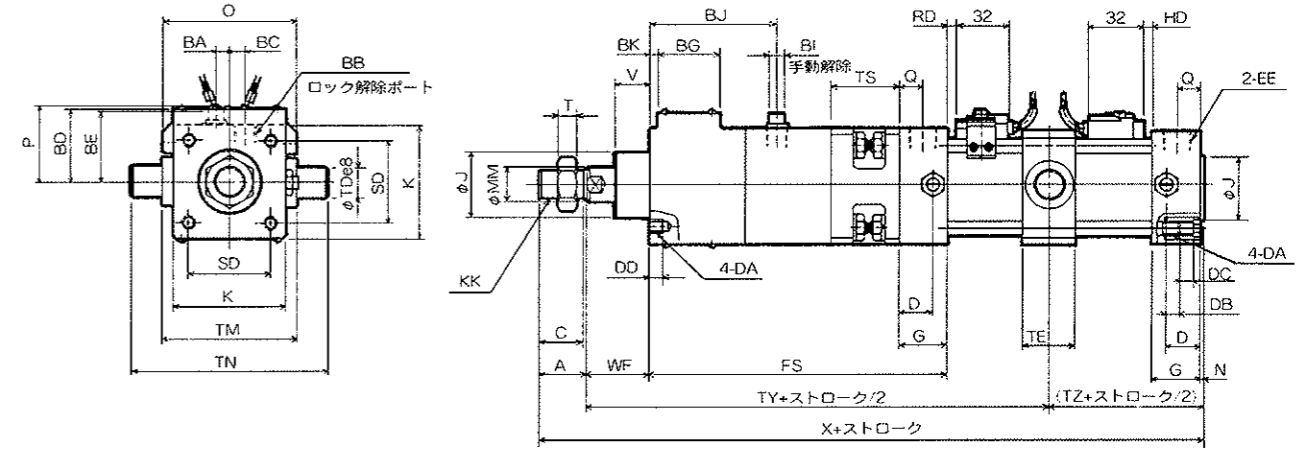 O
BA
BC
BB
ロック解除ポート
P
BD
BE
φTDe8
SD
K
SD
K
TM
TN
BJ
RD
32
32
HD
BK
BG
BI
手動解除
V
TS
Q
Q
2-EE
T
φJ
φMM
φJ
KK
DD
4-DA
4-DA
DC
DB
C
D
D
G
TE
G
N
A
WF
FS
TY+ストローク/2
(TZ+ストローク/2)
X+ストローク